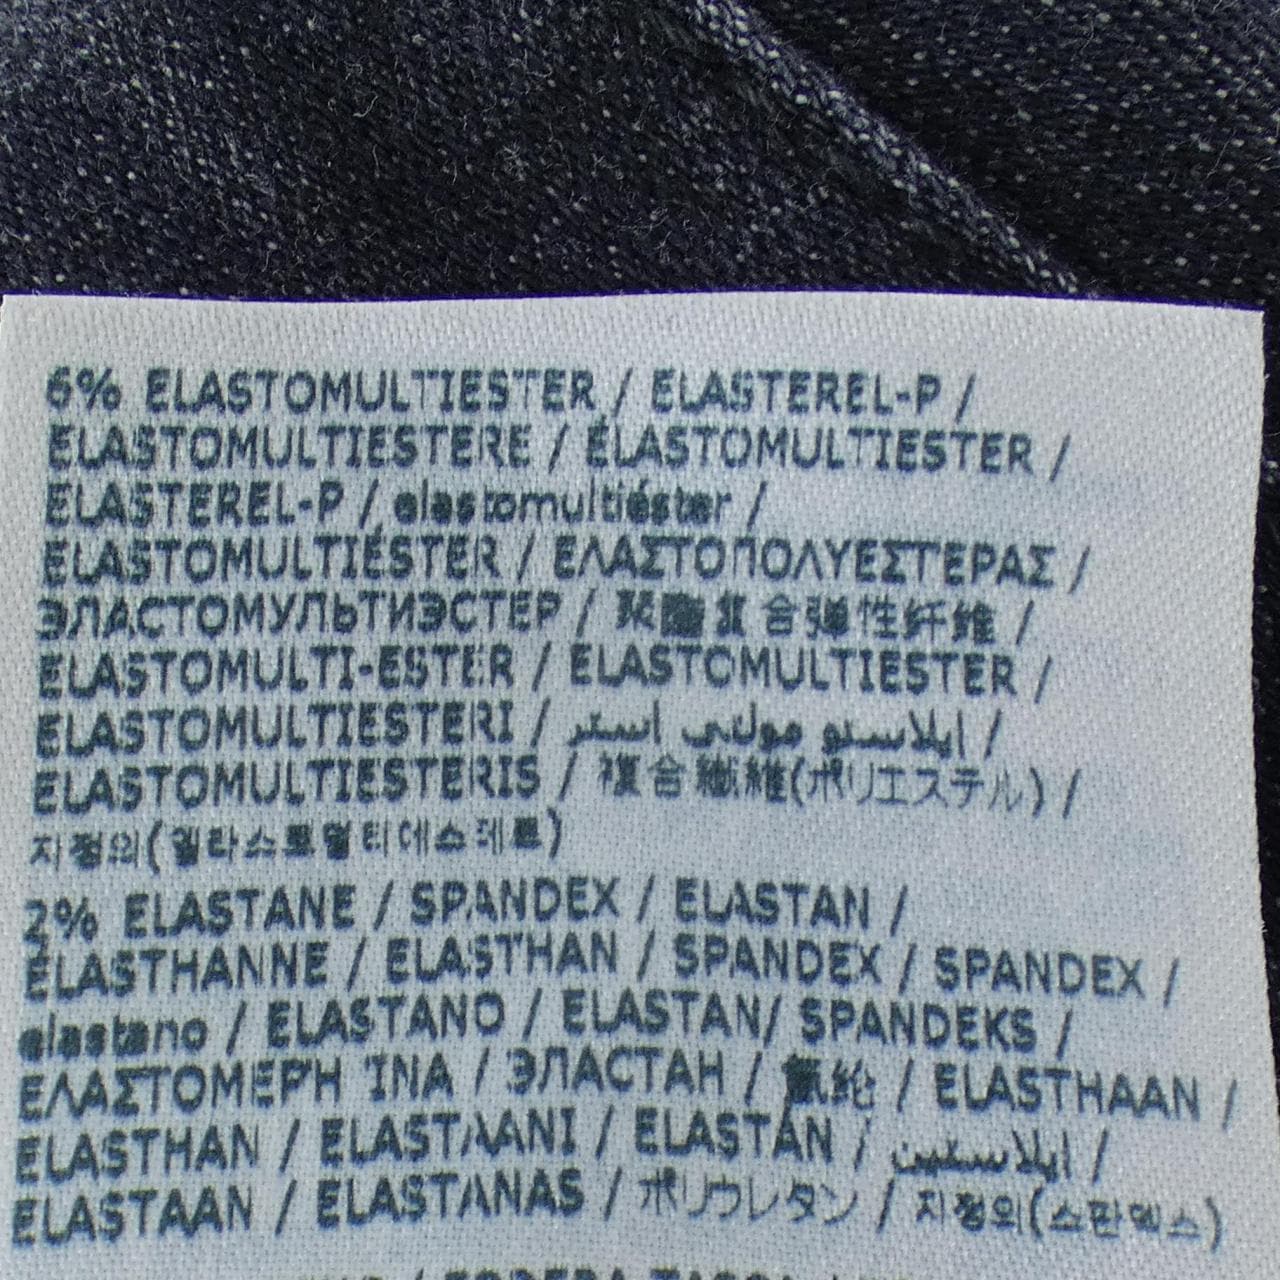 6% ELASTOMULTIESTER / ELASTEREL-P /
ELASTOMULTIESTERE / ÉLASTOMULTIESTER /
ELASTEREL-P / elastomultiéster /
ELASTOMULTIÉSTER / ΕΛΑΣΤΟΠΟΛΥΕΣΤΕΡΑΣ /
ЭЛАСТОМУЛЬТИЭСТЕР / 聚酯复合弹性纤维 /
ELASTOMULTI-ESTER / ELASTOMULTIESTER /
ELASTOMULTIESTERI / ايلاستو مولتى استر /
ELASTOMULTIESTERIS / 複合繊維(ポリエステル) /
지정외(엘라스토멀티에스테르)
2% ELASTANE / SPANDEX / ELASTAN /
ÉLASTHANNE / ELASTHAN / SPANDEX / SPANDEX /
elastano / ELASTANO / ELASTAN/ SPANDEKS /
ΕΛΑΣΤΟΜΕΡΗ ΊΝΑ / ЭЛАСТАН / 氨纶 / ELASTHAAN /
ELASTHAN / ELASTAANI / ELASTÁN / ايلاستين /
ELASTAAN / ELASTANAS / ポリウレタン / 지정외(스판덱스)